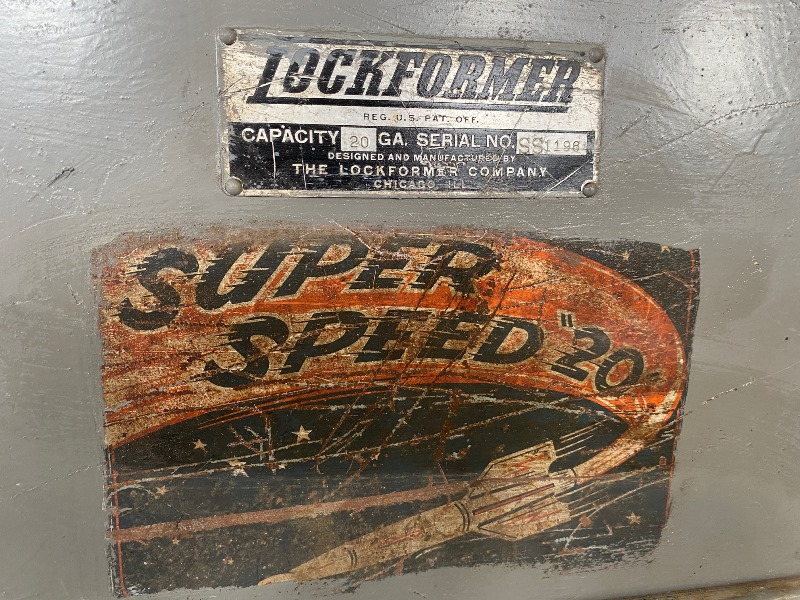 LOCKFORMER
REG. U.S. PAT. OFF.
CAPACITY 20 GA. SERIAL NO. SS1196
DESIGNED AND MANUFACTURED BY
THE LOCKFORMER COMPANY
CHICAGO, ILL.
SUPER
SPEED "20"